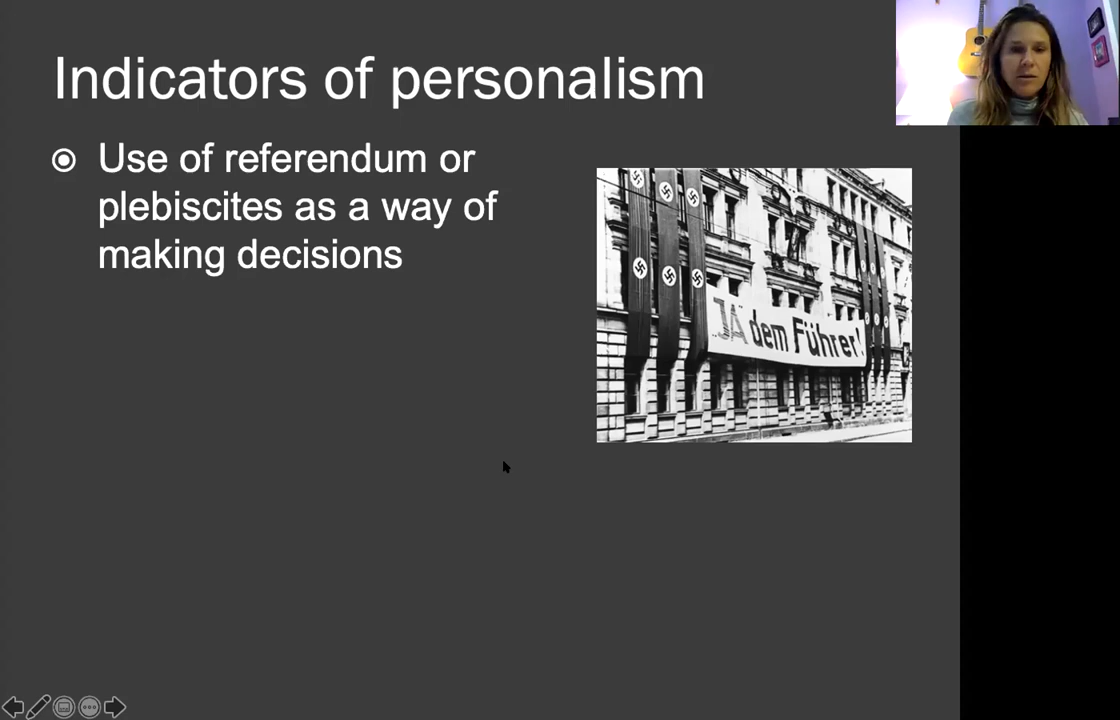 Indicators of personalism
Use of referendum or
plebiscites as a way of
making decisions
„JA" dem Führer!